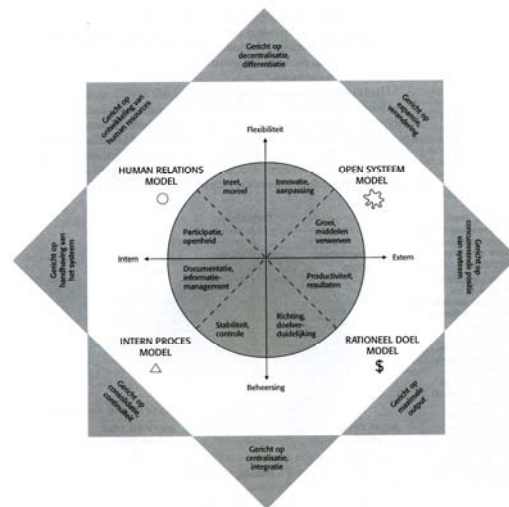 Gericht op
decentralisatie,
differentiatie
Gericht op
ontwikkeling van
human resources
Gericht op
expansie,
verandering
Flexibiliteit
HUMAN RELATIONS
MODEL
Inzet,
moreel
Innovatie,
aanpassing
OPEN SYSTEEM
MODEL
Participatie,
openheid
Groei,
middelen
verwerven
Gericht op
handhaving van
het systeem
Intern
Extern
Gericht op
concurrerende positie
van systeem
Documentatie,
informatie-
management
Productiviteit,
resultaten
Stabiliteit,
controle
Richting,
doelver-
duidelijking
INTERN PROCES
MODEL
RATIONEEL DOEL
MODEL
$
Beheersing
Gericht op
consolidatie,
continuïteit
Gericht op
maximale
output
Gericht op
centralisatie,
integratie